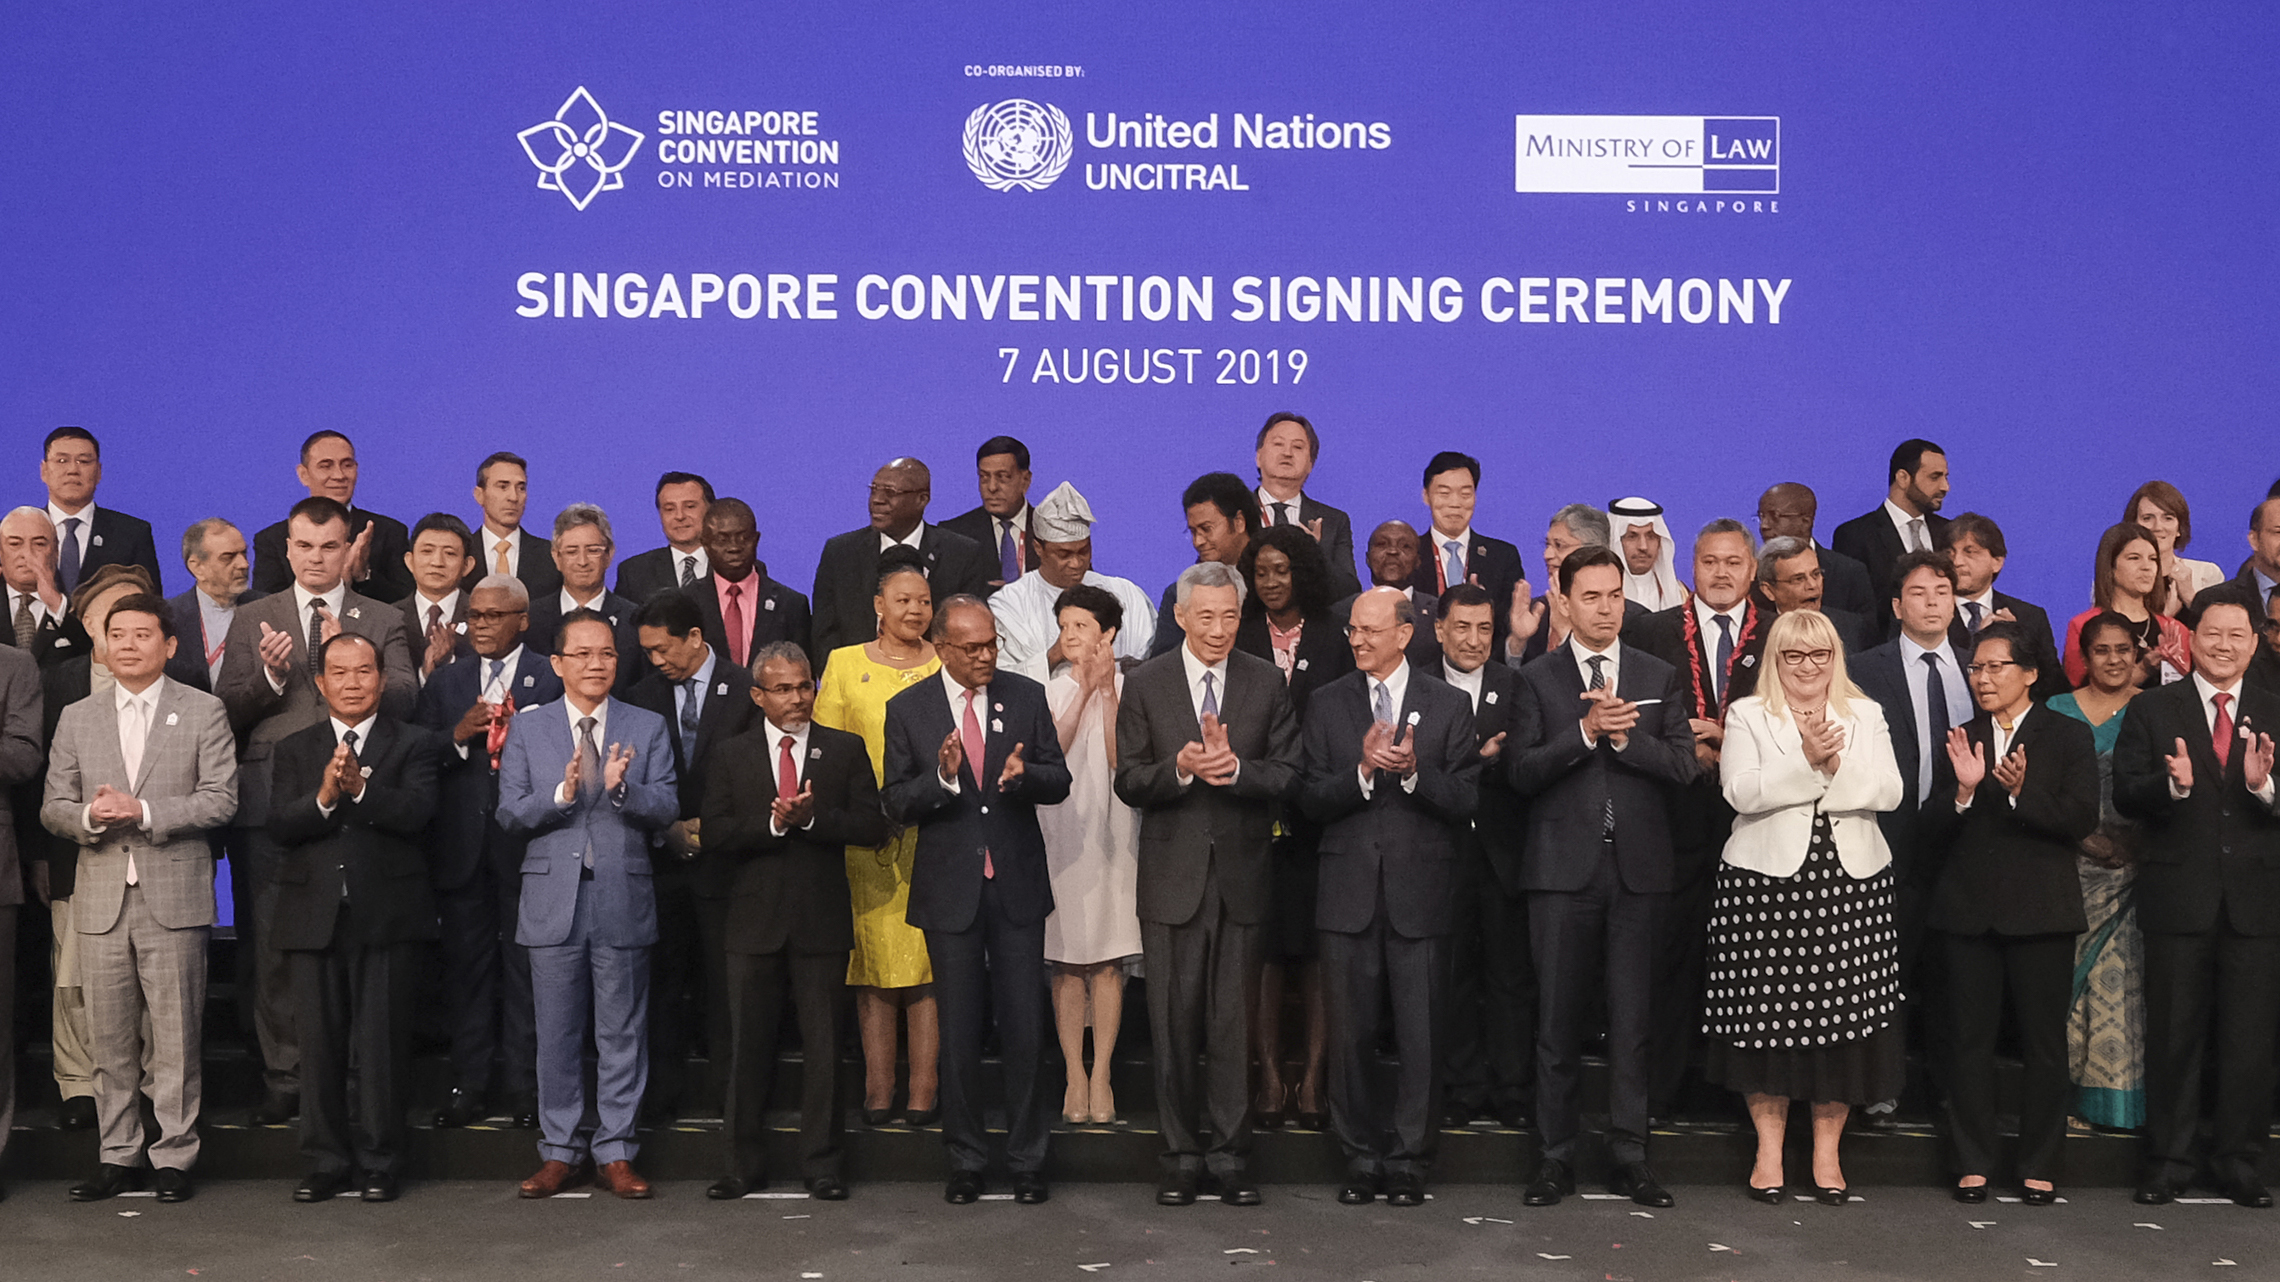 SINGAPORE
CONVENTION
ON MEDIATION
CO-ORGANISED BY:
United Nations
UNCITRAL
MINISTRY OF LAW
SINGAPORE
SINGAPORE CONVENTION SIGNING CEREMONY
7 AUGUST 2019